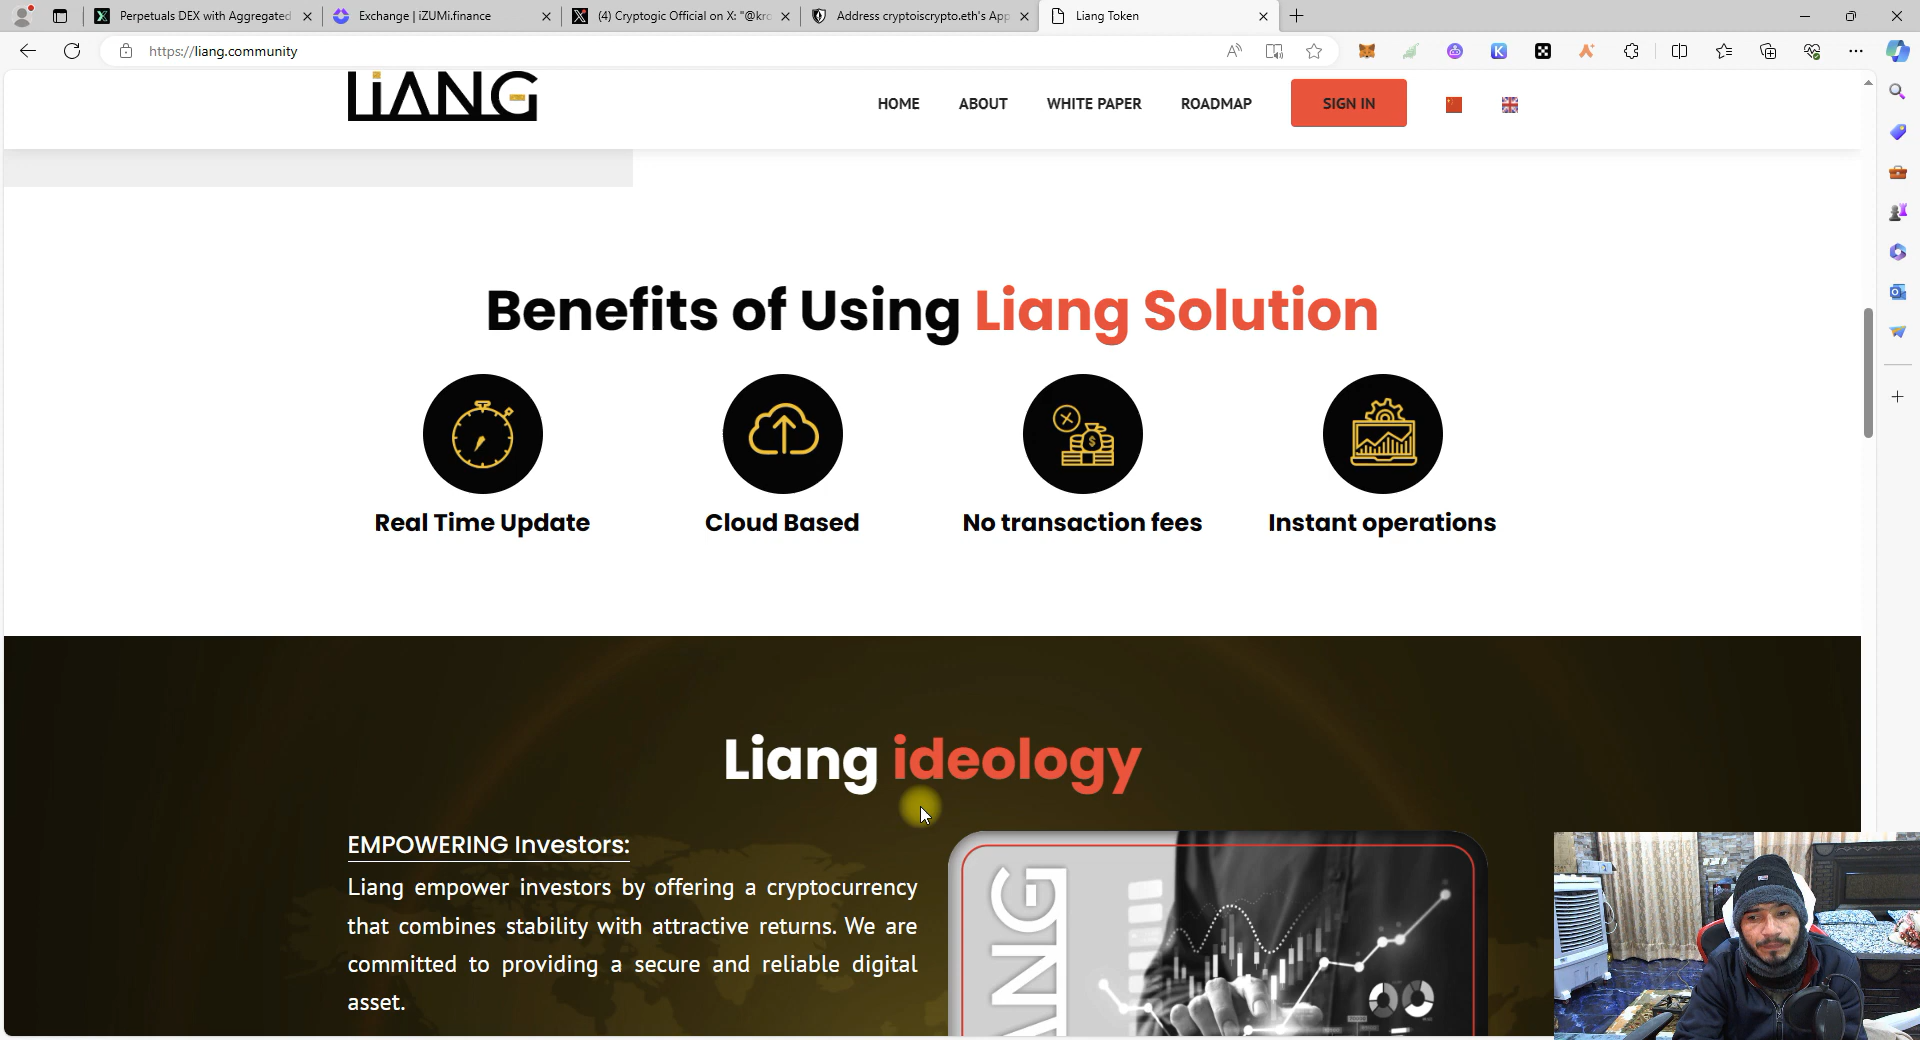 Perpetuals DEX with Aggregated
Exchange | iZUMi.finance
(4) Cryptogic Official on X: "@kro
Address cryptoiscrypto.eth's App
Liang Token
https://liang.community
LiANG
HOME
ABOUT
WHITE PAPER
ROADMAP
SIGN IN
Benefits of Using Liang Solution
Real Time Update
Cloud Based
No transaction fees
Instant operations
Liang ideology
EMPOWERING Investors:
Liang empower investors by offering a cryptocurrency
that combines stability with attractive returns. We are
committed to providing a secure and reliable digital
asset.
ANG